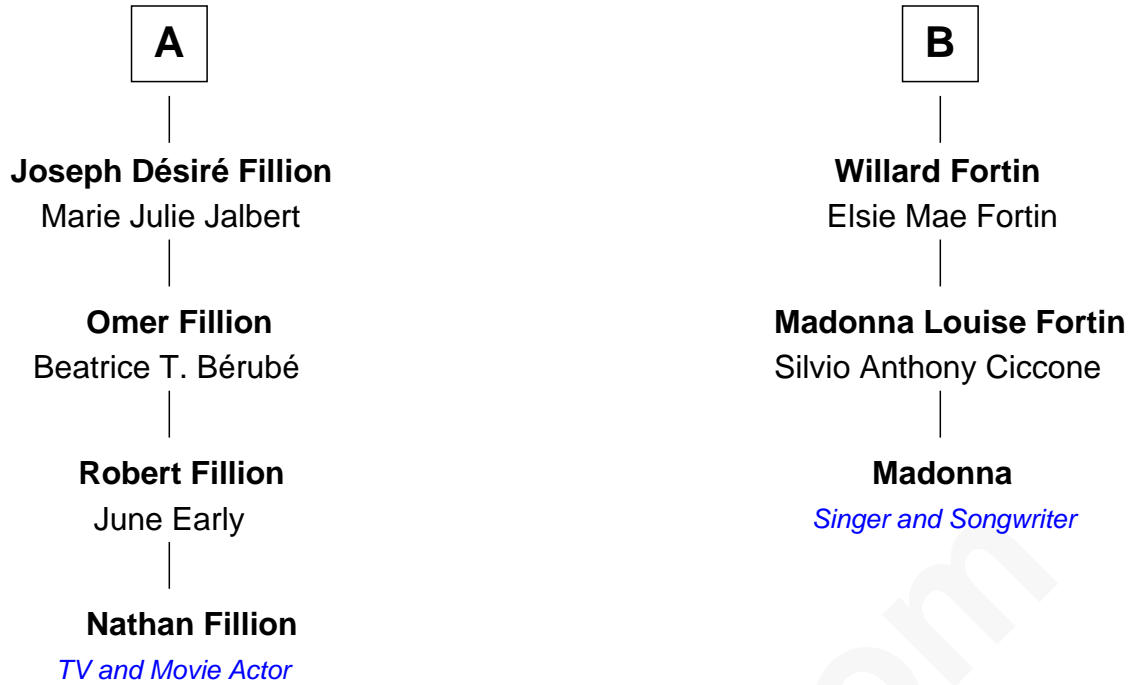 A
Joseph Désiré Fillion
Marie Julie Jalbert
Omer Fillion
Beatrice T. Bérubé
Robert Fillion
June Early
Nathan Fillion
TV and Movie Actor
B
Willard Fortin
Elsie Mae Fortin
Madonna Louise Fortin
Silvio Anthony Ciccone
Madonna
Singer and Songwriter
om